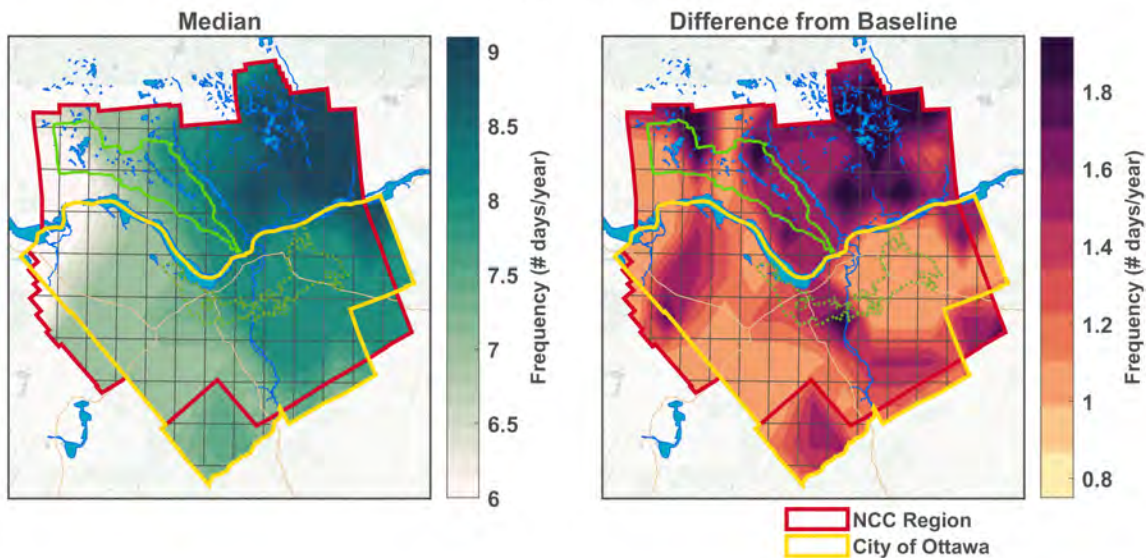 Median
Difference from Baseline
9
8.5
8
7.5
7
6.5
6
Frequency (# days/year)
1.8
1.6
1.4
1.2
1
0.8
Frequency (# days/year)
NCC Region
City of Ottawa